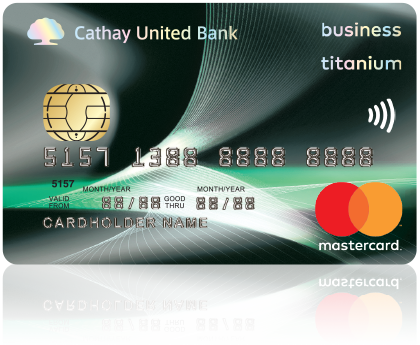 Cathay United Bank
business
titanium
5157 1388 8888 8888
5157
MONTH/YEAR MONTH/YEAR
VALID FROM 88/88 GOOD THRU 88/88
CARDHOLDER NAME
mastercard.